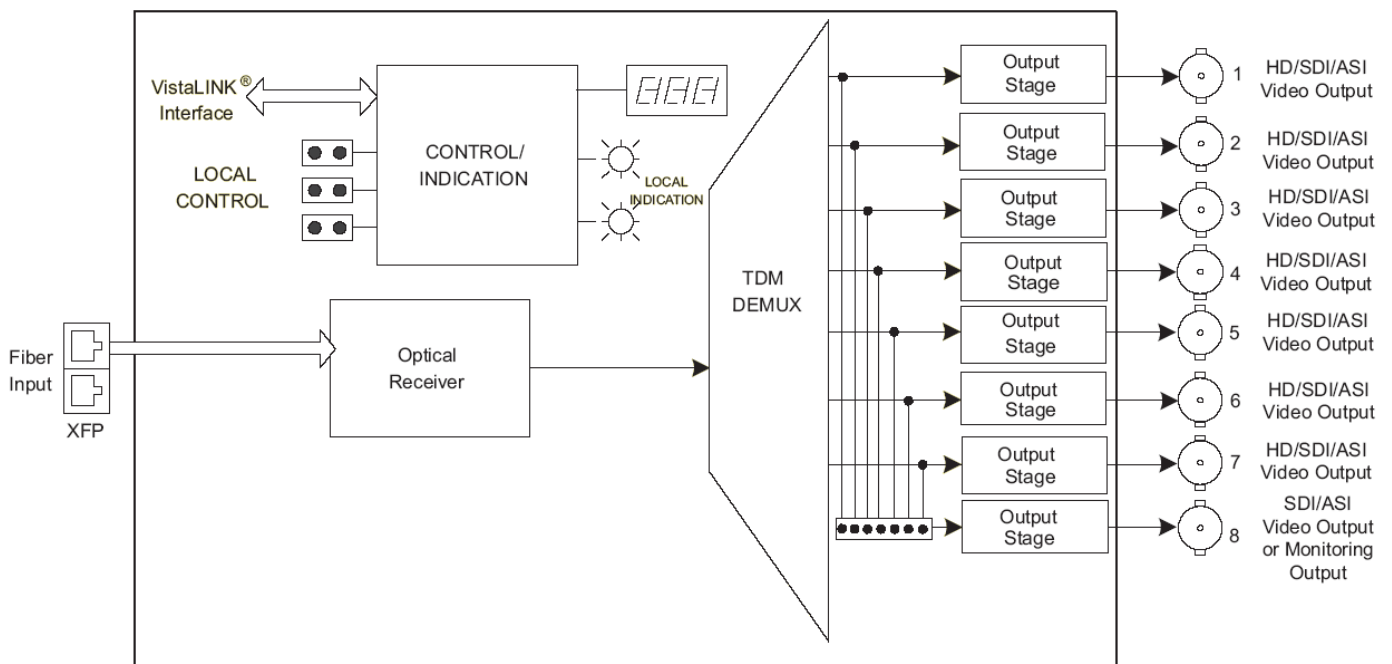 VistaLINK®
Interface
LOCAL
CONTROL
CONTROL/
INDICATION
LOCAL
INDICATION
Fiber
Input
XFP
Optical
Receiver
TDM
DEMUX
Output
Stage
1
HD/SDI/ASI
Video Output
Output
Stage
2
HD/SDI/ASI
Video Output
Output
Stage
3
HD/SDI/ASI
Video Output
Output
Stage
4
HD/SDI/ASI
Video Output
Output
Stage
5
HD/SDI/ASI
Video Output
Output
Stage
6
HD/SDI/ASI
Video Output
Output
Stage
7
HD/SDI/ASI
Video Output
Output
Stage
8
SDI/ASI
Video Output
or Monitoring
Output